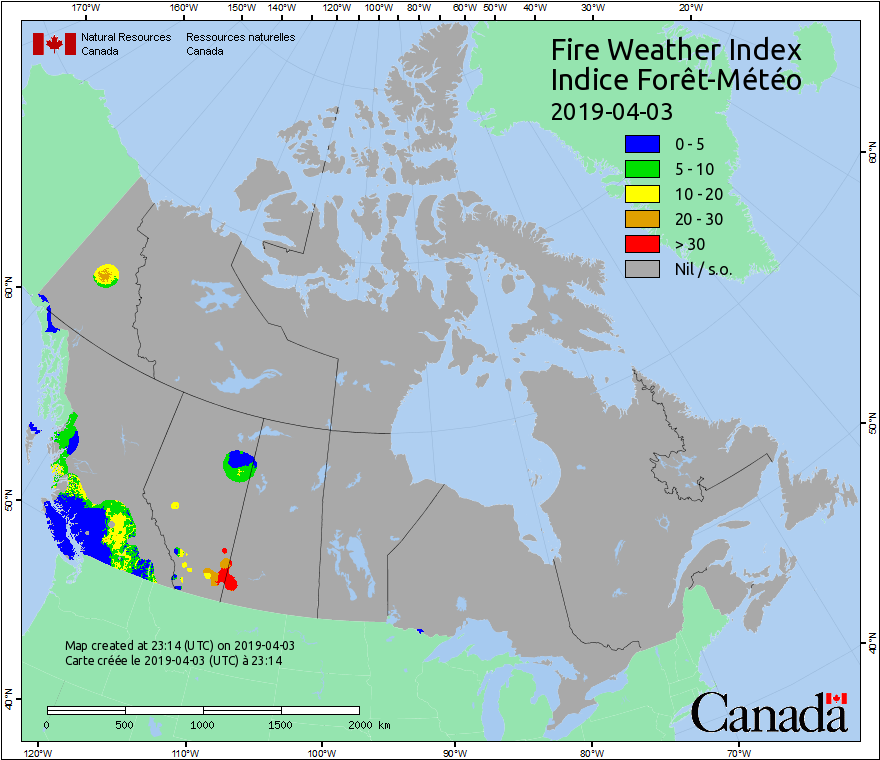 170°W 160°W 150°W 140°W 120°W 100°W 80°W 60°W 50°W 40°W 30°W 20°W
Natural Resources Ressources naturelles
Canada Canada
Fire Weather Index
Indice Forêt-Météo
2019-04-03
0 - 5
5 - 10
10 - 20
20 - 30
> 30
Nil / s.o.
60°N
50°N
40°N
60°N
50°N
40°N
Map created at 23:14 (UTC) on 2019-04-03
Carte créée le 2019-04-03 (UTC) à 23:14
0 500 1000 1500 2000 km
Canada
120°W 110°W 100°W 90°W 80°W 70°W